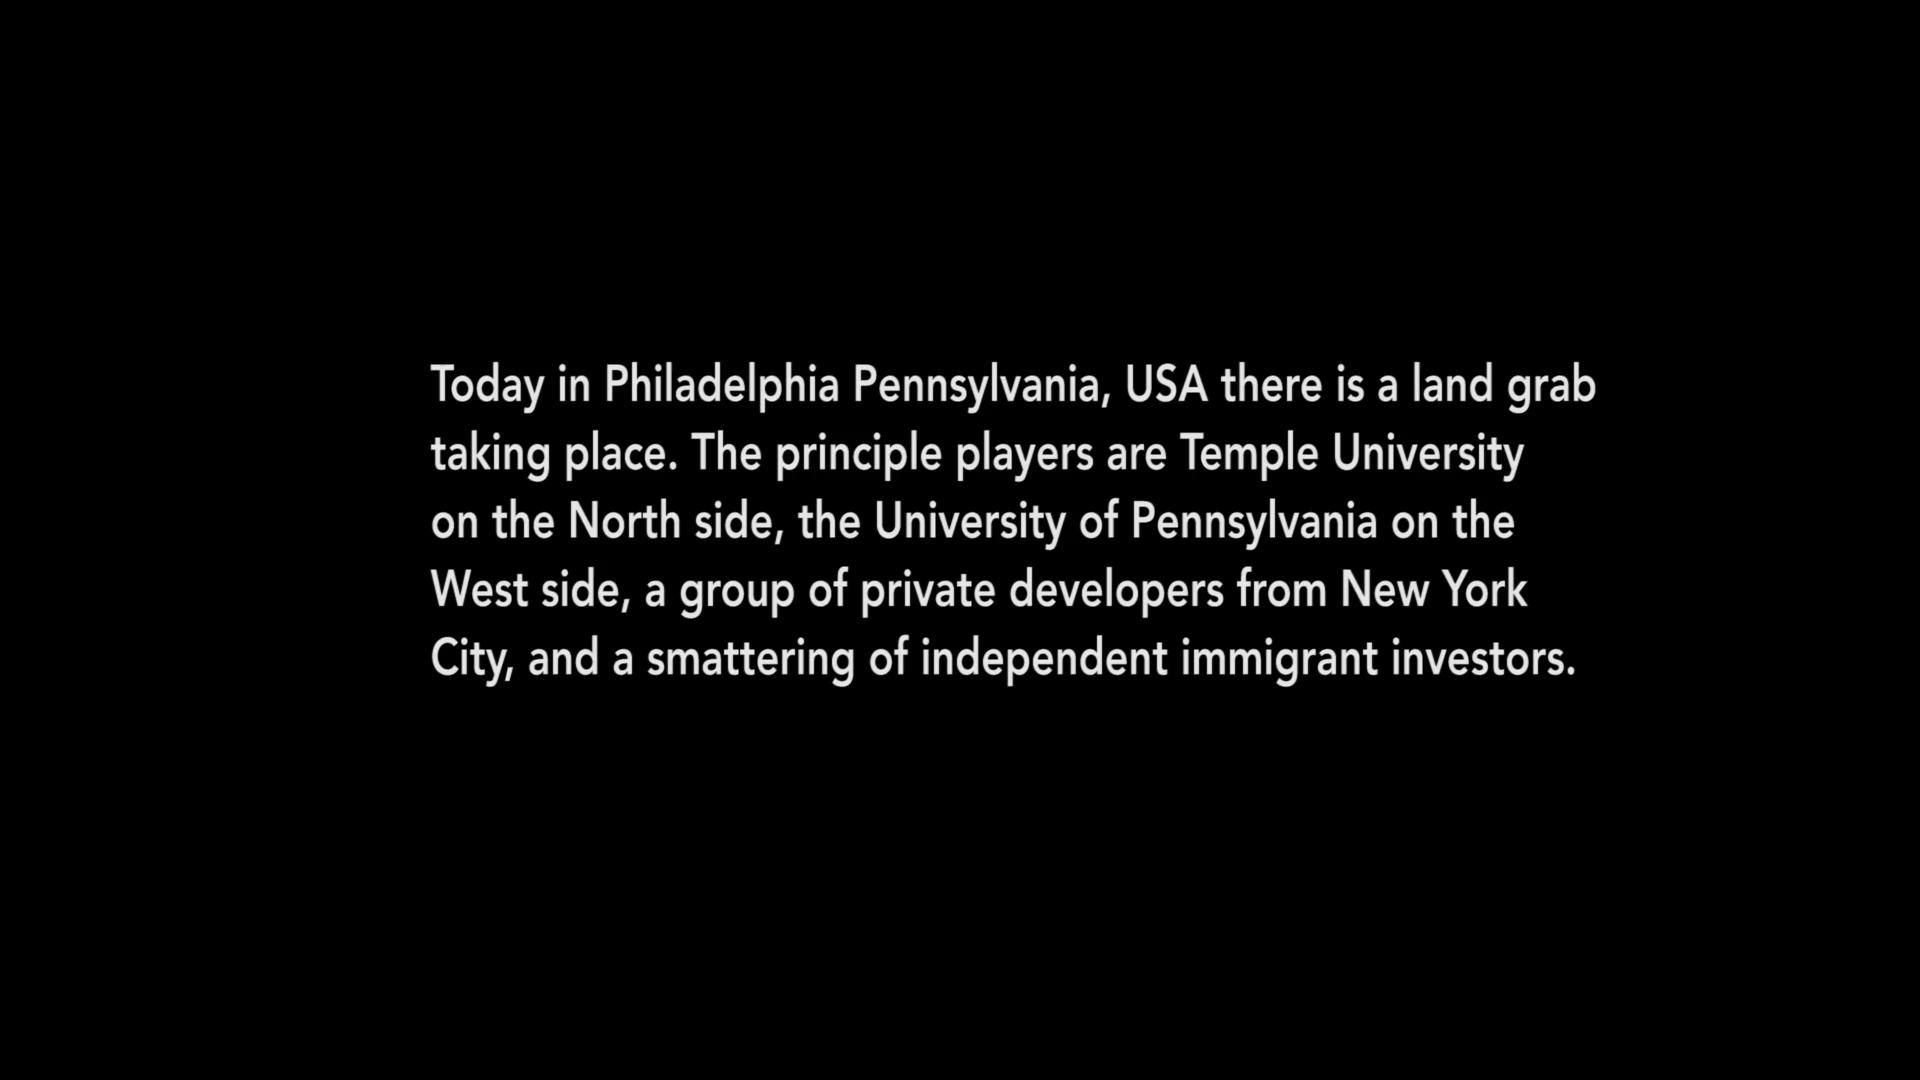 Today in Philadelphia Pennsylvania, USA there is a land grab
taking place. The principle players are Temple University
on the North side, the University of Pennsylvania on the
West side, a group of private developers from New York
City, and a smattering of independent immigrant investors.